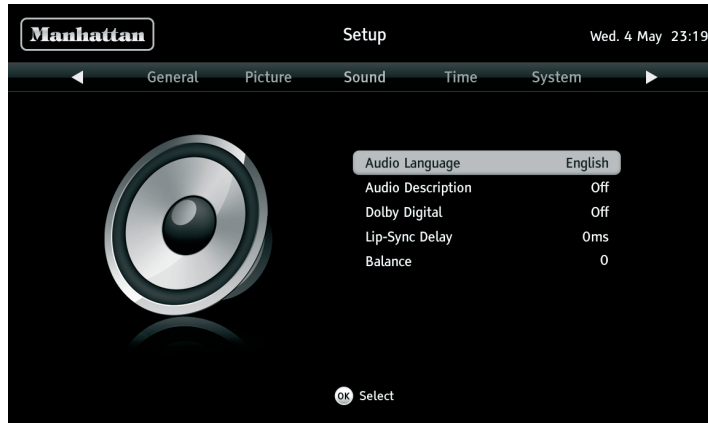 Manhattan Setup Wed. 4 May 23:19
General Picture Sound Time System
Audio Language English
Audio Description Off
Dolby Digital Off
Lip-Sync Delay 0ms
Balance 0
OK Select